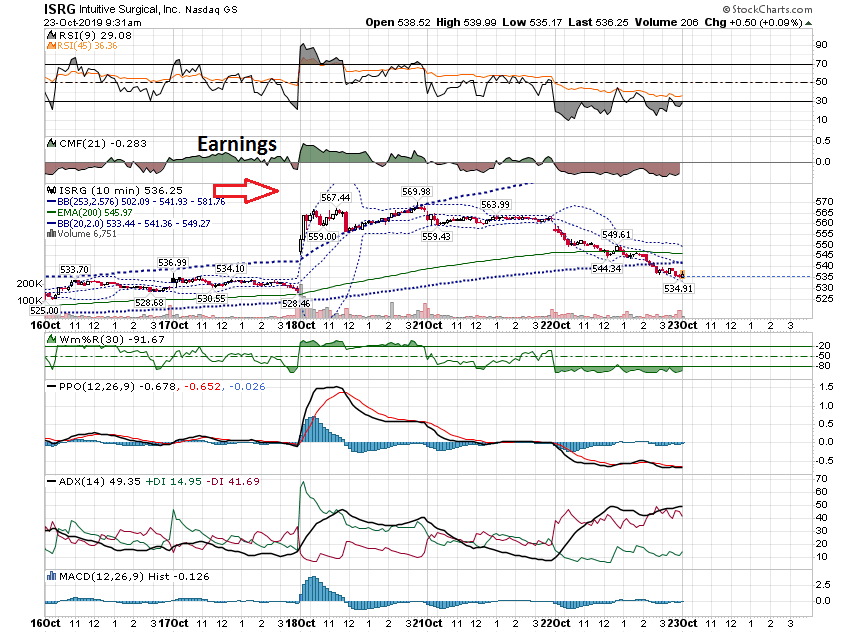 ISRG Intuitive Surgical, Inc. Nasdaq GS
© StockCharts.com
23-Oct-2019 9:31am
Open 538.52 High 539.99 Low 535.17 Last 536.25 Volume 206 Chg +0.50 (+0.09%)
RSI(9) 29.08
RSI(45) 36.36
90
70
50
30
10
CMF(21) -0.283
0.5
0.0
Earnings
ISRG (10 min) 536.25
BB(253,2.576) 502.09 - 541.93 - 581.76
EMA(200) 545.97
BB(20,2.0) 533.44 - 541.36 - 549.27
Volume 6,751
567.44
569.98
563.99
559.00
559.43
549.61
544.34
533.70
536.99
534.10
534.91
528.68
530.55
528.46
525.00
570
565
560
555
550
545
540
535
530
525
200K
100K
16Oct 11 12 2 3 17Oct 11 12 1 2 3 18Oct 11 12 1 2 3 21Oct 11 12 1 2 3 22Oct 11 12 1 2 3 23Oct 11 12 1 2 3
Wm%R(30) -91.67
-20
-50
-80
PPO(12,26,9) -0.678, -0.652, -0.026
1.5
1.0
0.5
0.0
-0.5
ADX(14) 49.35 +DI 14.95 -DI 41.69
70
60
50
40
30
20
10
MACD(12,26,9) Hist -0.126
2.5
0.0
16Oct 11 12 2 3 17Oct 11 12 1 2 3 18Oct 11 12 1 2 3 21Oct 11 12 1 2 3 22Oct 11 12 1 2 3 23Oct 11 12 1 2 3